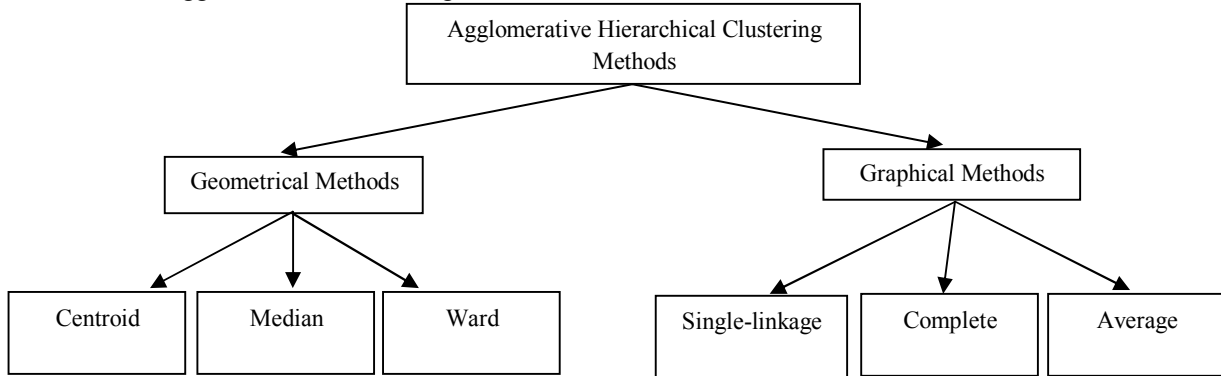 Agglomerative Hierarchical Clustering
Methods
Geometrical Methods
Graphical Methods
Centroid
Median
Ward
Single-linkage
Complete
Average